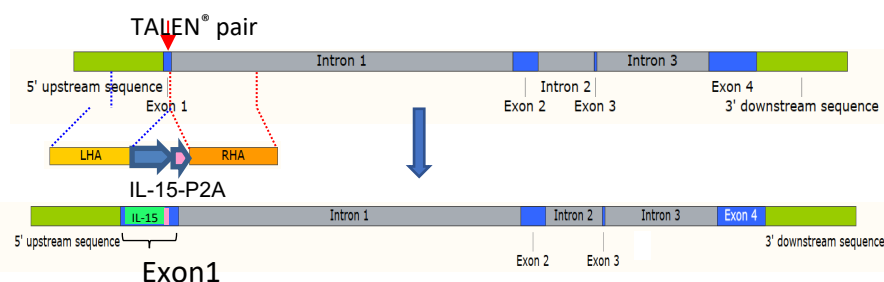 TALEN® pair
Intron 1
5' upstream sequence
Exon 1
Exon 2
Intron 2
Exon 3
Intron 3
Exon 4
3' downstream sequence
LHA
RHA
IL-15-P2A
IL-15
Intron 1
Intron 2
Intron 3
Exon 4
5' upstream sequence
Exon 2
Exon 3
3' downstream sequence
Exon1